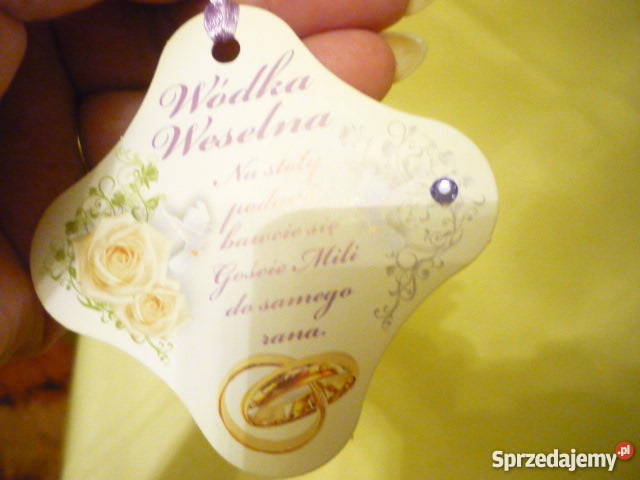 Wódka
Weselna
Na stoły
bawcie się
Goście Mili
do samego
rana.
Sprzedajemy.pl